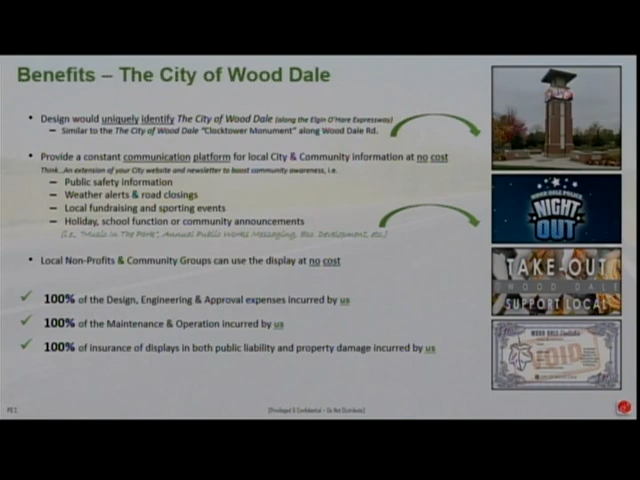 Benefits – The City of Wood Dale
• Design would uniquely identify The City of Wood Dale (along the Elgin O'Hare Expressway)
– Similar to the The City of Wood Dale "Clocktower Monument" along Wood Dale Rd.
• Provide a constant communication platform for local City & Community information at no cost
Think...An extension of your City website and newsletter to boost community awareness, i.e.
– Public safety information
– Weather alerts & road closings
– Local fundraising and sporting events
– Holiday, school function or community announcements
(i.e., "Music In The Park", Annual Public Works Messaging, Eco. Development, etc.)
• Local Non-Profits & Community Groups can use the display at no cost
✓ 100% of the Design, Engineering & Approval expenses incurred by us
✓ 100% of the Maintenance & Operation incurred by us
✓ 100% of insurance of displays in both public liability and property damage incurred by us
WOOD DALE POLICE
NIGHT
OUT
TAKE-OUT
WOOD DALE
SUPPORT LOCAL
WOOD DALE
VOID
[Privileged & Confidential – Do Not Distribute]